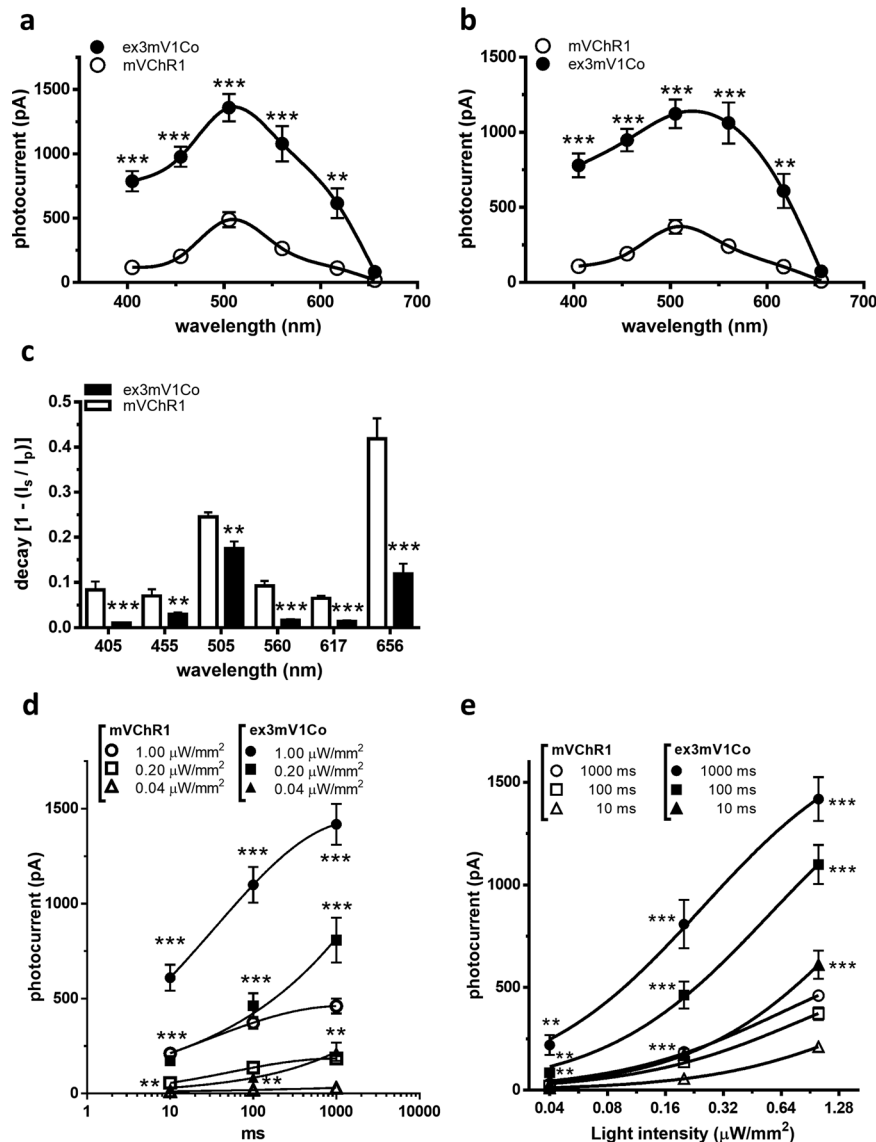 a
ex3mV1Co
mVChR1
1500
1250
1000
750
500
250
0
photocurrent (pA)
***
***
***
***
**
400
500
600
700
wavelength (nm)
b
mVChR1
ex3mV1Co
1500
1000
500
0
photocurrent (pA)
***
***
***
***
**
400
500
600
700
wavelength (nm)
c
ex3mV1Co
mVChR1
0.5
0.4
0.3
0.2
0.1
0.0
decay [1 - (Is / Ip)]
***
**
**
***
***
***
405
455
505
560
617
656
wavelength (nm)
d
mVChR1
1.00 μW/mm2
0.20 μW/mm2
0.04 μW/mm2
ex3mV1Co
1.00 μW/mm2
0.20 μW/mm2
0.04 μW/mm2
1500
1000
500
0
photocurrent (pA)
***
***
***
***
***
***
**
**
**
1
10
100
1000
10000
ms
e
mVChR1
1000 ms
100 ms
10 ms
ex3mV1Co
1000 ms
100 ms
10 ms
1500
1000
500
0
photocurrent (pA)
***
***
***
***
***
***
**
**
**
0.04
0.08
0.16
0.32
0.64
1.28
Light intensity (μW/mm2)